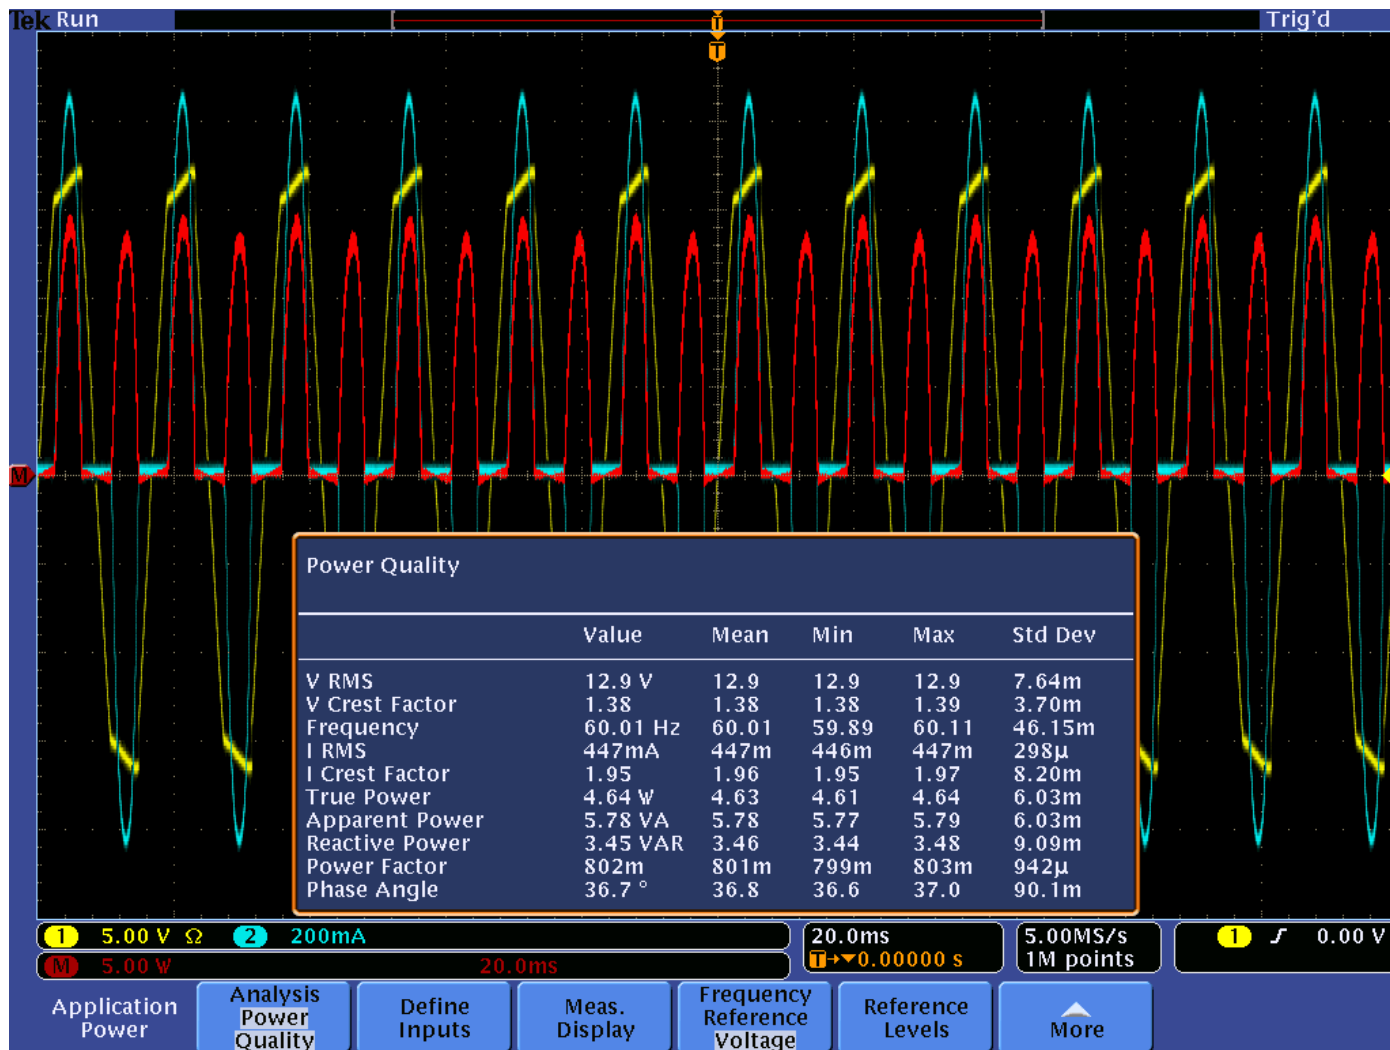 Tek Run Trig'd
T
T
M
Power Quality
Value Mean Min Max Std Dev
V RMS 12.9 V 12.9 12.9 12.9 7.64m
V Crest Factor 1.38 1.38 1.38 1.39 3.70m
Frequency 60.01 Hz 60.01 59.89 60.11 46.15m
I RMS 447mA 447m 446m 447m 298µ
I Crest Factor 1.95 1.96 1.95 1.97 8.20m
True Power 4.64 W 4.63 4.61 4.64 6.03m
Apparent Power 5.78 VA 5.78 5.77 5.79 6.03m
Reactive Power 3.45 VAR 3.46 3.44 3.48 9.09m
Power Factor 802m 801m 799m 803m 942µ
Phase Angle 36.7 ° 36.8 36.6 37.0 90.1m
1 5.00 V Ω 2 200mA 20.0ms 5.00MS/s 1 ∫ 0.00 V
M 5.00 W 20.0ms T→▼0.00000 s 1M points
Application Power
Analysis Power Quality
Define Inputs
Meas. Display
Frequency Reference Voltage
Reference Levels
More